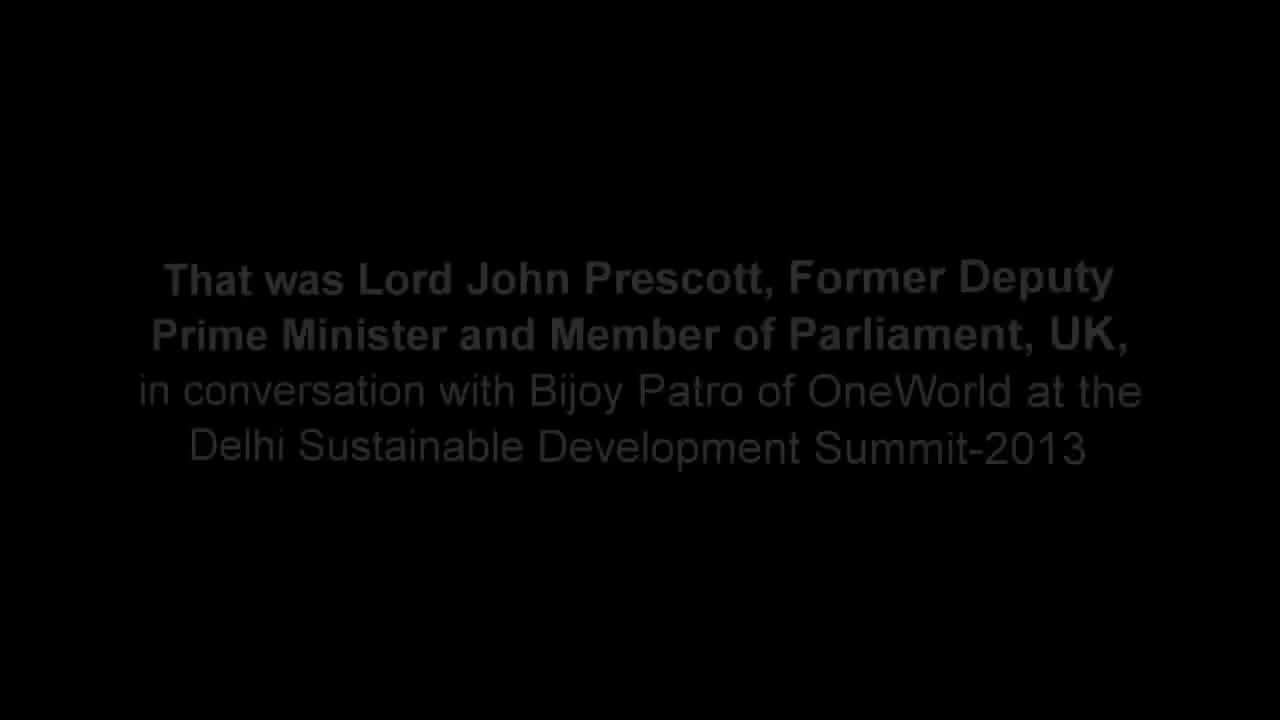 That was Lord John Prescott, Former Deputy
Prime Minister and Member of Parliament, UK,
in conversation with Bijoy Patro of OneWorld at the
Delhi Sustainable Development Summit-2013